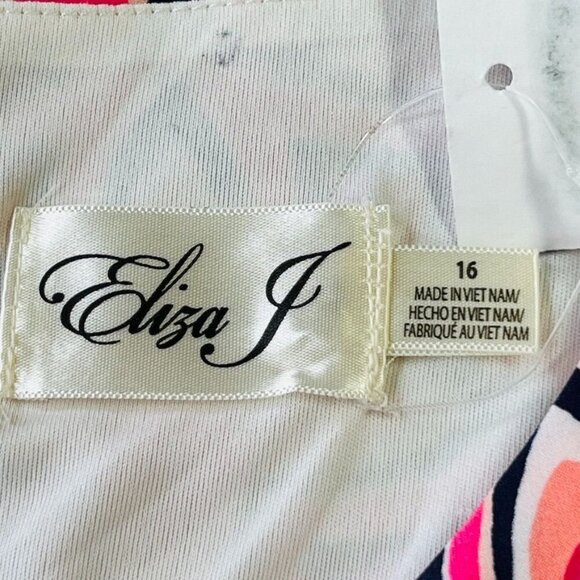 Eliza J
16
MADE IN VIET NAM/
HECHO EN VIET NAM/
FABRIQUÉ AU VIET NAM